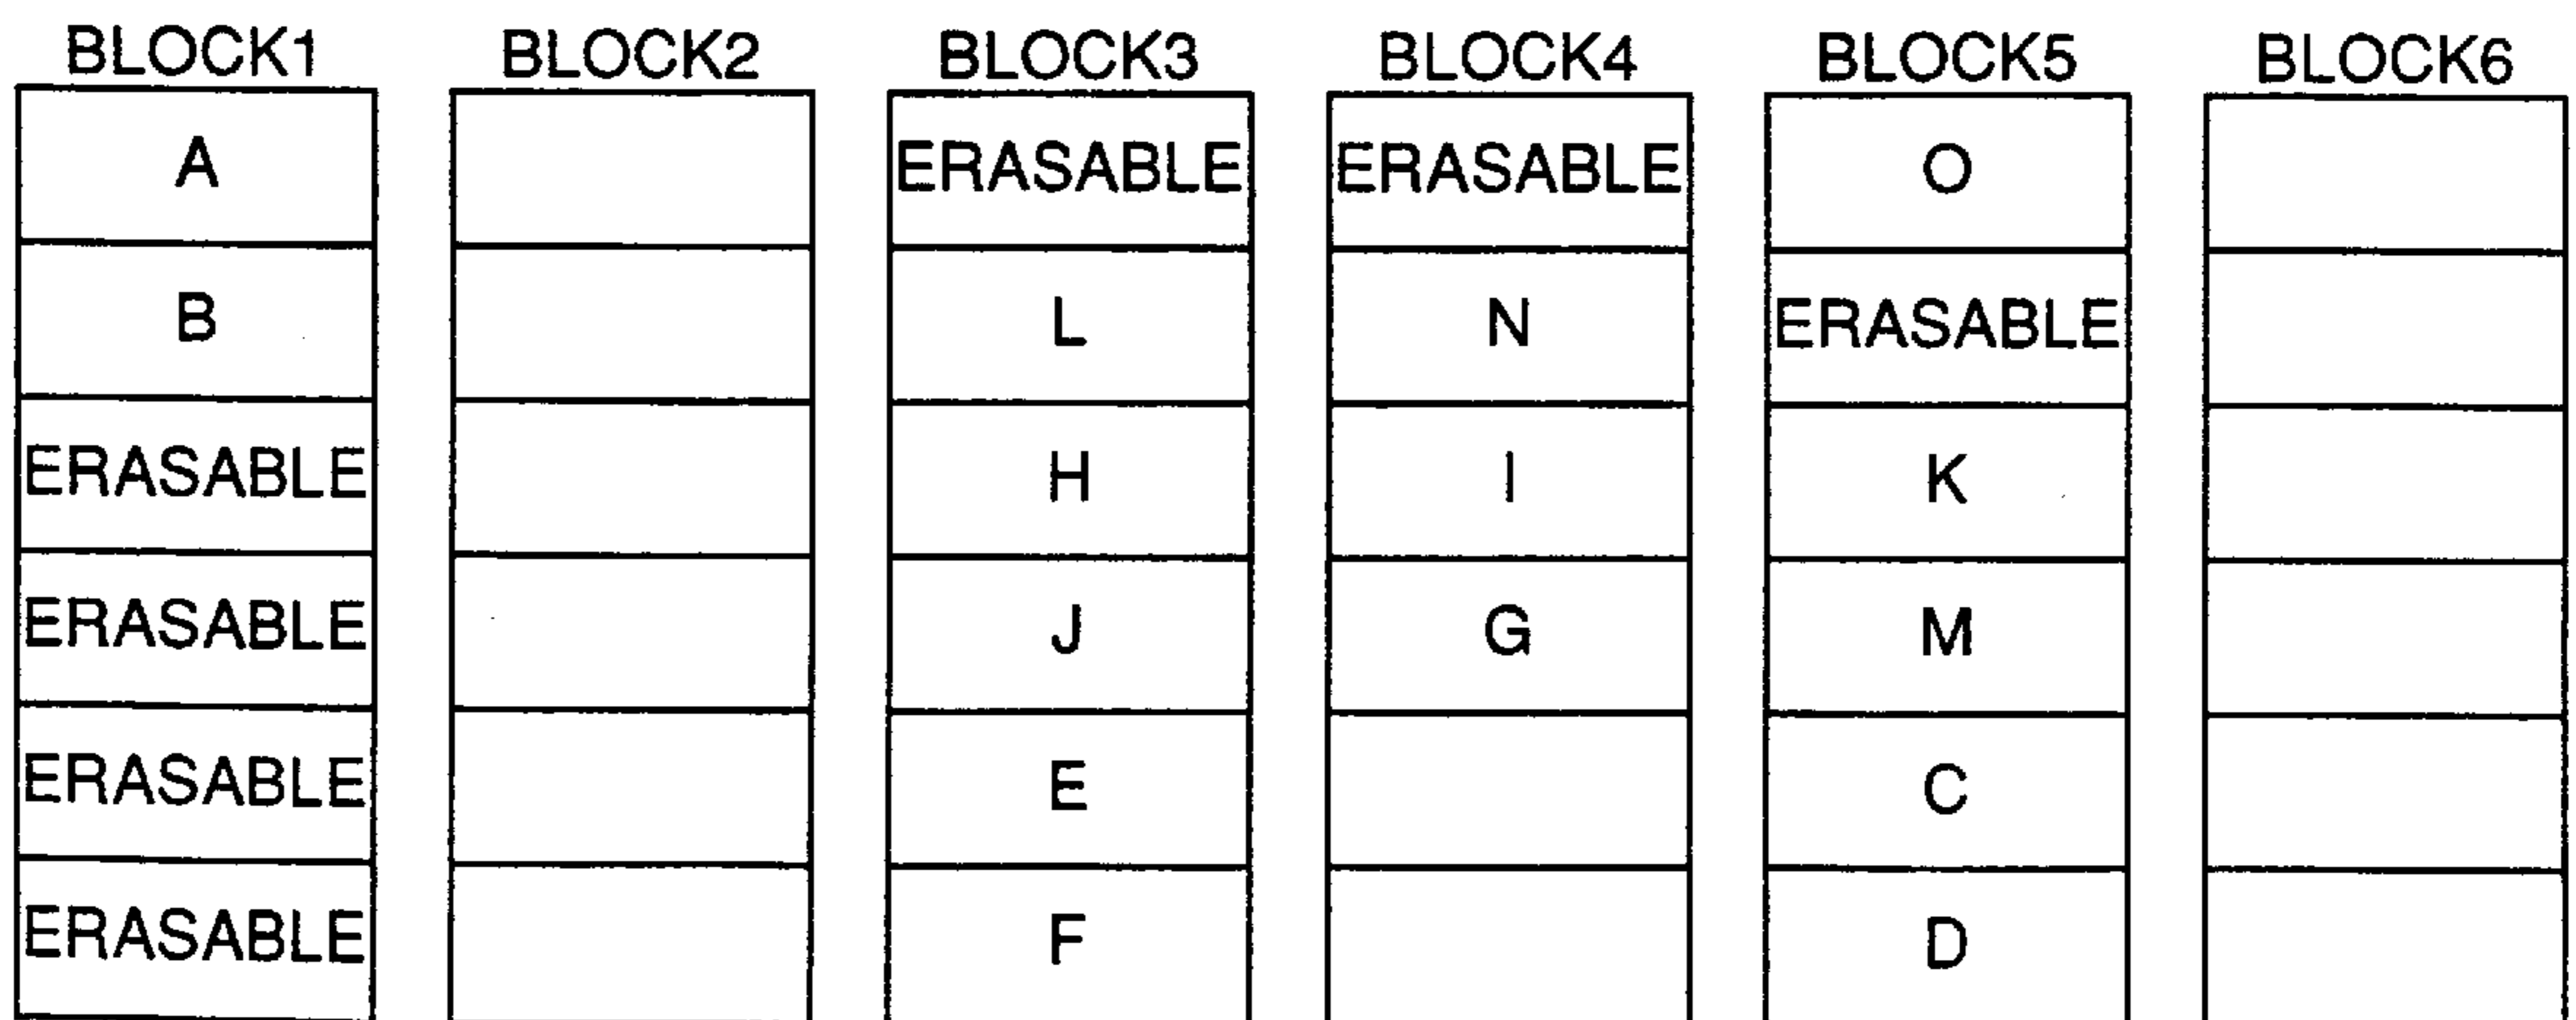 BLOCK1 BLOCK2 BLOCK3 BLOCK4 BLOCK5 BLOCK6
A ERASABLE ERASABLE O
B L N ERASABLE
ERASABLE H I K
ERASABLE J G M
ERASABLE E C
ERASABLE F D